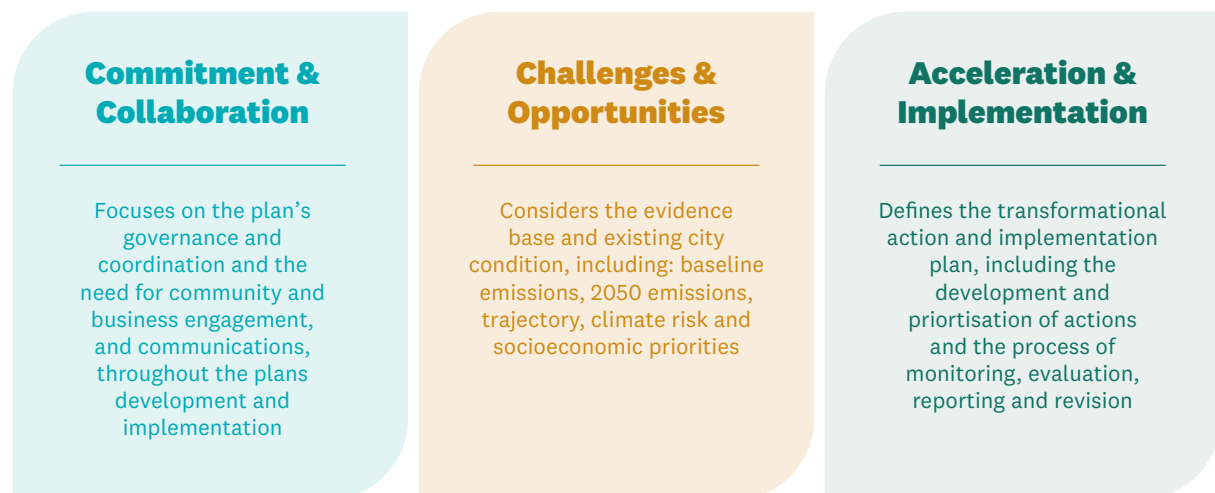 Commitment &
Collaboration
Focuses on the plan’s
governance and
coordination and the
need for community and
business engagement,
and communications,
throughout the plans
development and
implementation
Challenges &
Opportunities
Considers the evidence
base and existing city
condition, including: baseline
emissions, 2050 emissions,
trajectory, climate risk and
socioeconomic priorities
Acceleration &
Implementation
Defines the transformational
action and implementation
plan, including the
development and
priortisation of actions
and the process of
monitoring, evaluation,
reporting and revision